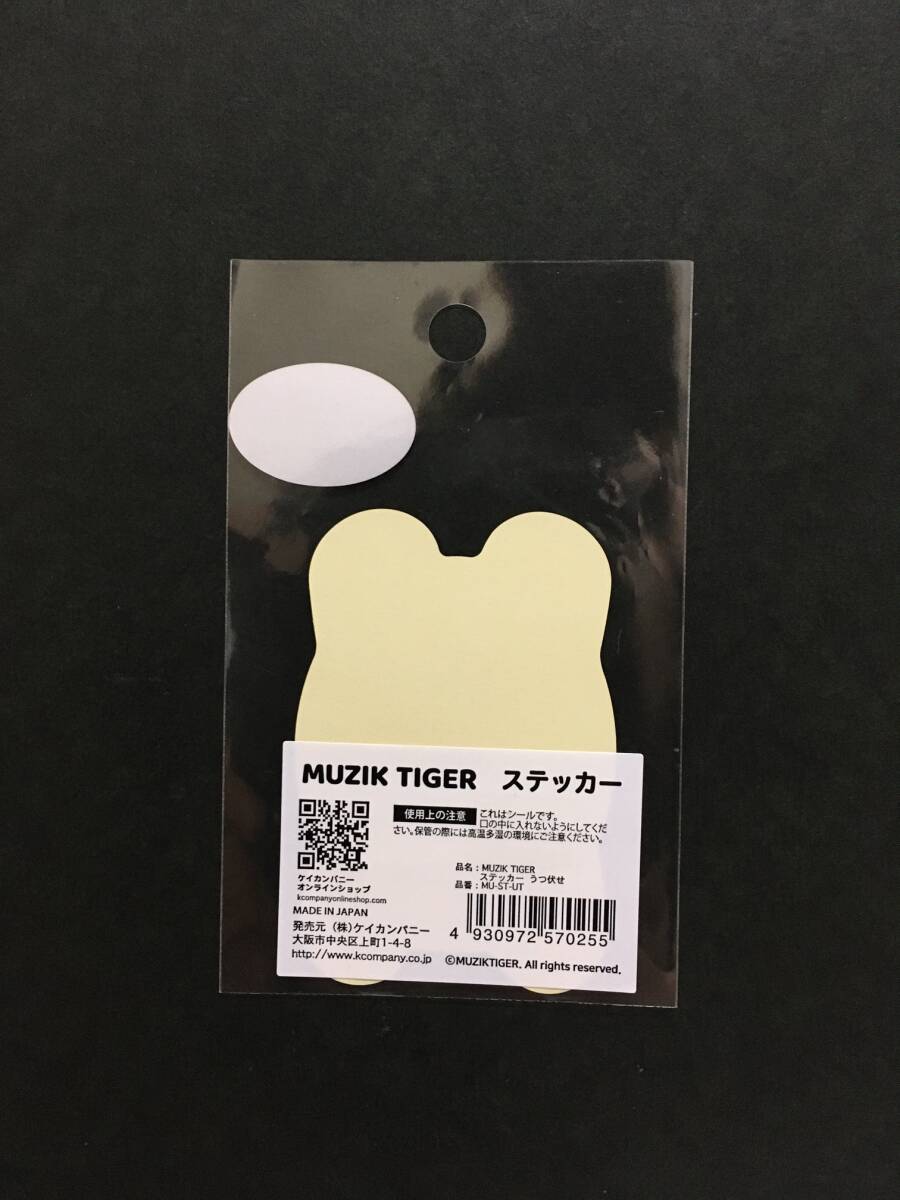 MUZIK TIGER ステッカー
使用上の注意 これはシールです。
口の中に入れないようにしてくだ
さい。保管の際には高温多湿の環境にご注意ください。
ケイカンパニー
オンラインショップ
kcompanyonlineshop.com
品名：MUZIK TIGER
ステッカー うつ伏せ
品番：MU-ST-UT
MADE IN JAPAN
発売元（株）ケイカンパニー
大阪市中央区上町1-4-8
http://www.kcompany.co.jp
4 930972 570255
©MUZIKTIGER. All rights reserved.